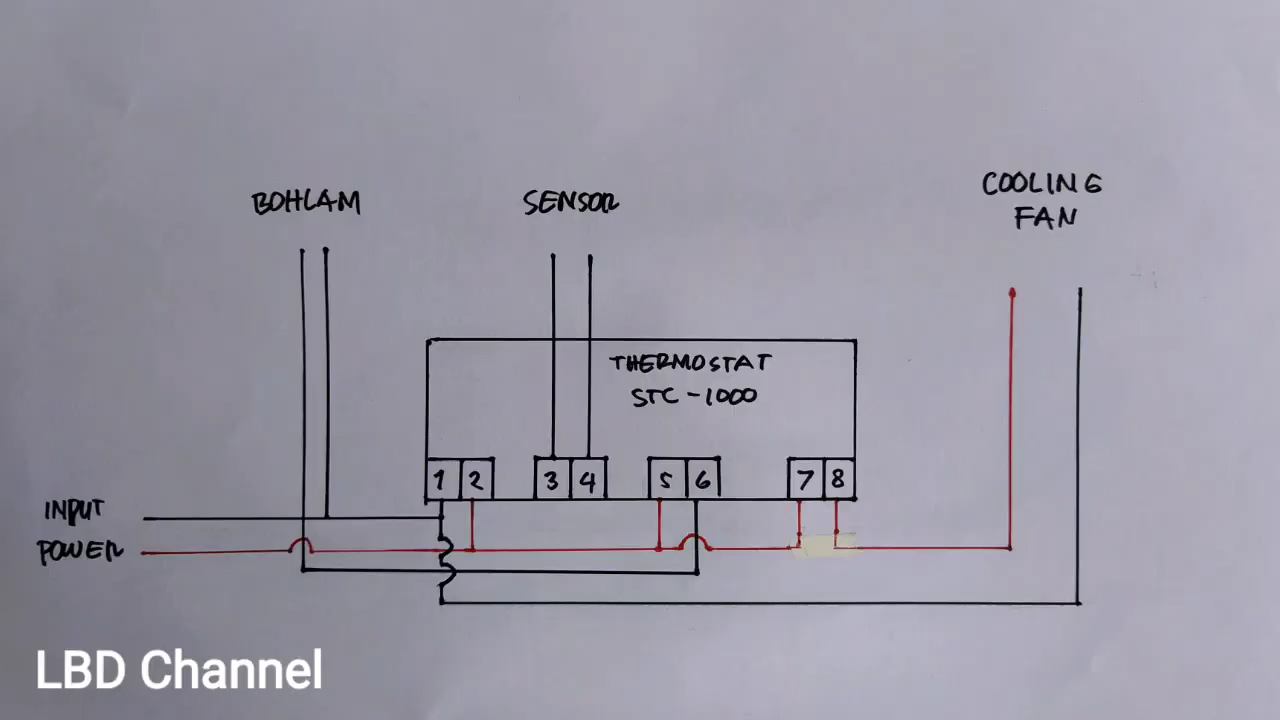 BOHLAM
SENSOR
COOLING
FAN
THERMOSTAT
STC-1000
1 2 3 4 5 6 7 8
INPUT
POWER
LBD Channel